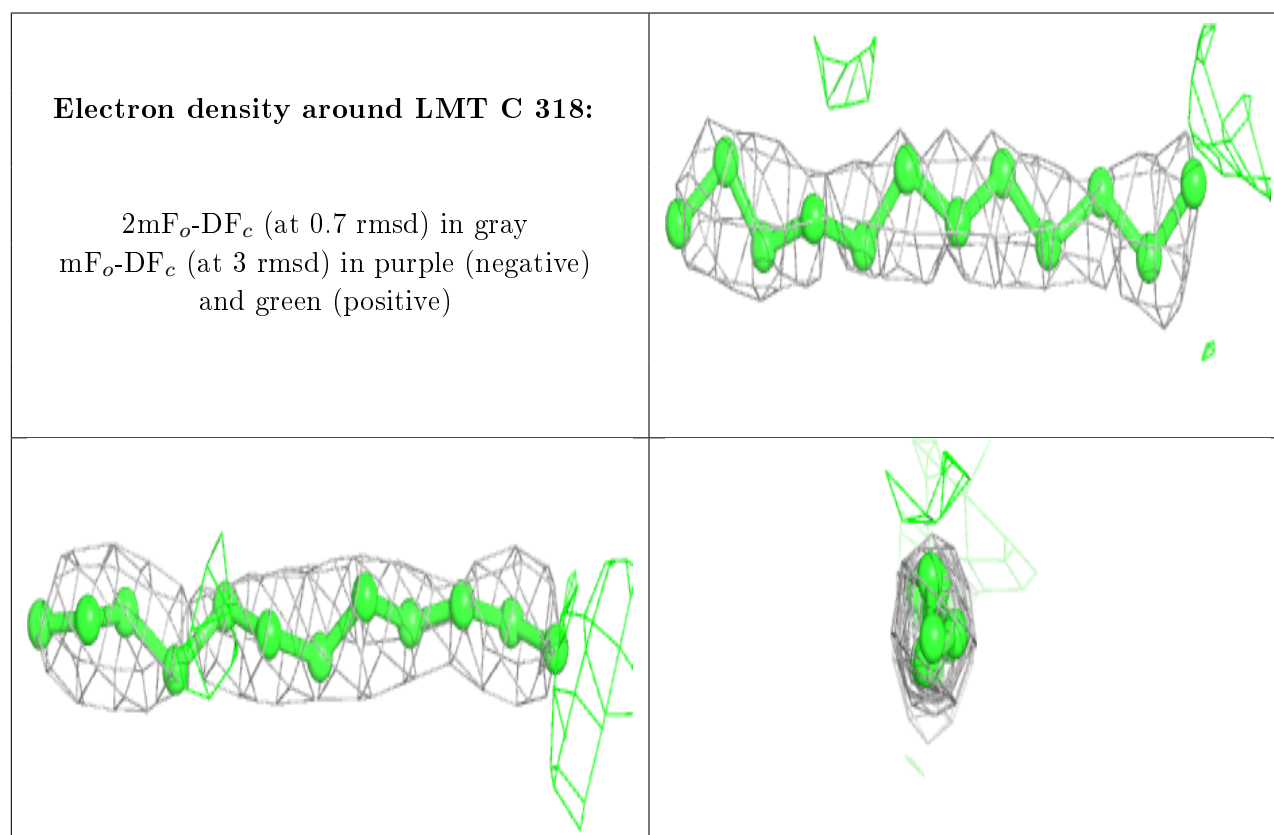 Electron density around LMT C 318:
2mFo-DFc (at 0.7 rmsd) in gray
mFo-DFc (at 3 rmsd) in purple (negative)
and green (positive)